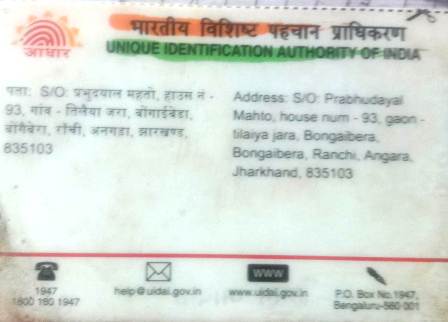 भारतीय विशिष्ट पहचान प्राधिकरण
आधार
UNIQUE IDENTIFICATION AUTHORITY OF INDIA
पता: S/O: प्रभुदयाल महतो, हाउस नं -
93, गांव - तिलैया जरा, बोंगाईबेडा,
बोंगैबेरा, राँची, अनगडा, झारखण्ड,
835103
Address: S/O: Prabhudayal
Mahto, house num - 93, gaon -
tilaiya jara, Bongaibera,
Bongaibera, Ranchi, Angara,
Jharkhand, 835103
1947
1800 180 1947
help@uidai.gov.in
www
www.uidai.gov.in
P.O. Box No.1947,
Bengaluru-560 001